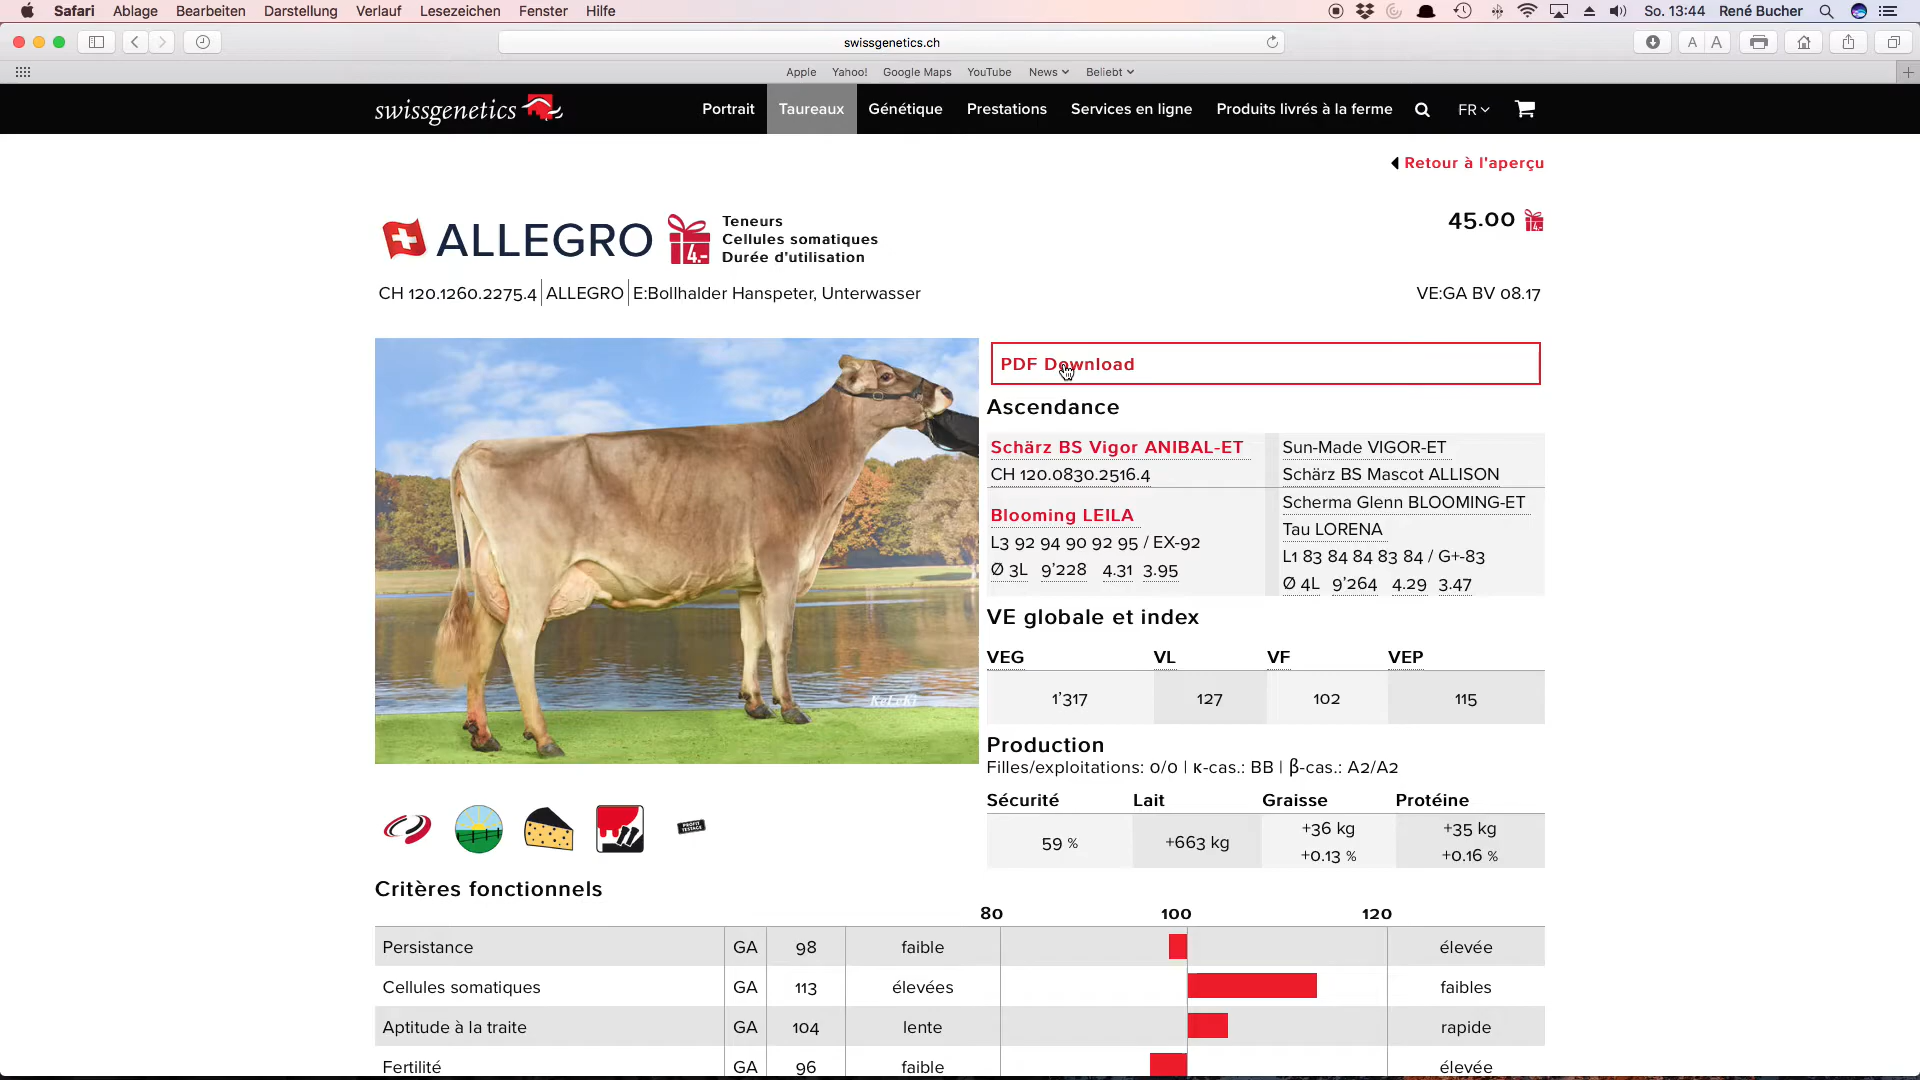 Safari Ablage Bearbeiten Darstellung Verlauf Lesezeichen Fenster Hilfe So. 13:44 René Bucher
swissgenetics.ch
A A
Apple Yahoo! Google Maps YouTube News Beliebt
swissgenetics Portrait Taureaux Génétique Prestations Services en ligne Produits livrés à la ferme FR
Retour à l'aperçu
ALLEGRO 4.-
Teneurs
Cellules somatiques
Durée d'utilisation
45.00 4.-
CH 120.1260.2275.4 ALLEGRO E:Bollhalder Hanspeter, Unterwasser VE:GA BV 08.17
PDF Download
Ascendance
Schärz BS Vigor ANIBAL-ET Sun-Made VIGOR-ET
CH 120.0830.2516.4 Schärz BS Mascot ALLISON
Blooming LEILA
L3 92 94 90 92 95 / EX-92
Ø 3L 9'228 4.31 3.95
Scherma Glenn BLOOMING-ET
Tau LORENA
L1 83 84 84 83 84 / G+-83
Ø 4L 9'264 4.29 3.47
VE globale et index
VEG VL VF VEP
1'317 127 102 115
KeLeKi
Production
Filles/exploitations: 0/0 | κ-cas.: BB | β-cas.: A2/A2
Sécurité Lait Graisse Protéine
59 % +663 kg +36 kg +35 kg
+0.13 % +0.16 %
PROFIT
TESTAGE
Critères fonctionnels
80 100 120
Persistance GA 98 faible élevée
Cellules somatiques GA 113 élevées faibles
Aptitude à la traite GA 104 lente rapide
Fertilité GA 96 faible élevée